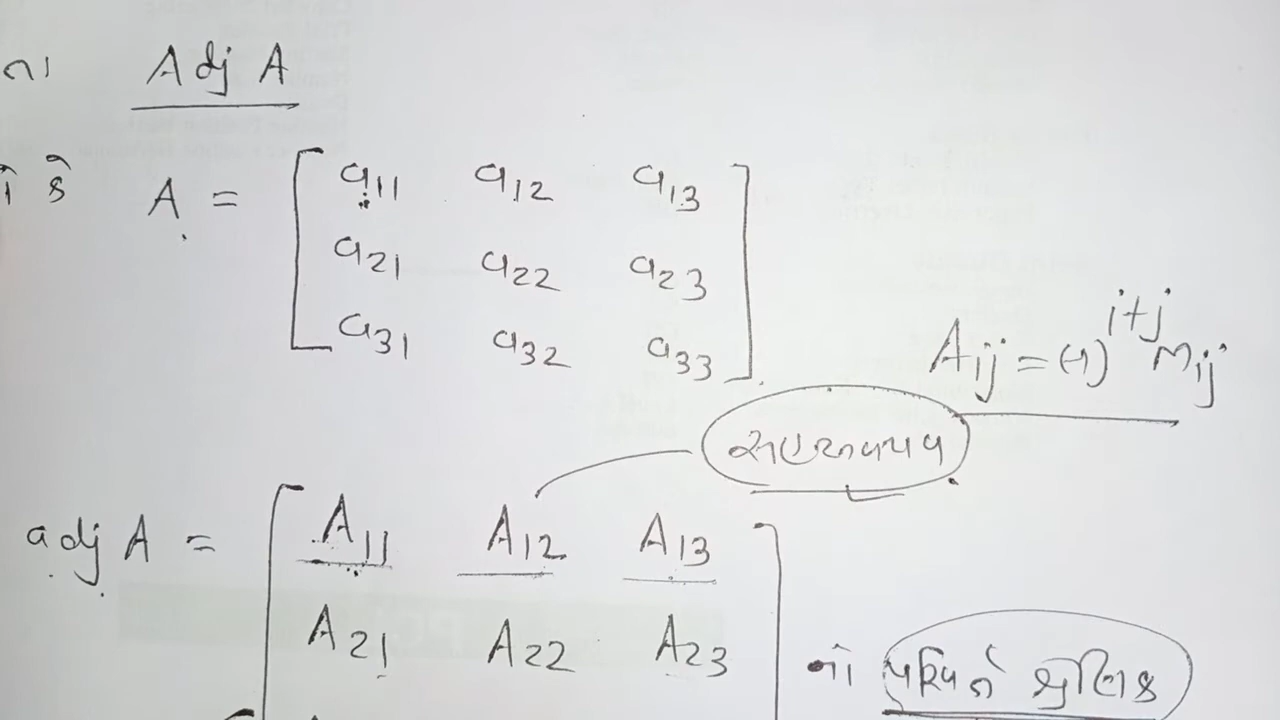 ના Adj A
કે A = [ a11 a12 a13
a21 a22 a23
a31 a32 a33 ]
Aij = (-1)^i+j Mij
સહઅવયવ
adj A = [ A11 A12 A13
A21 A22 A23 ] નો પરિવર્ત શ્રેણિક